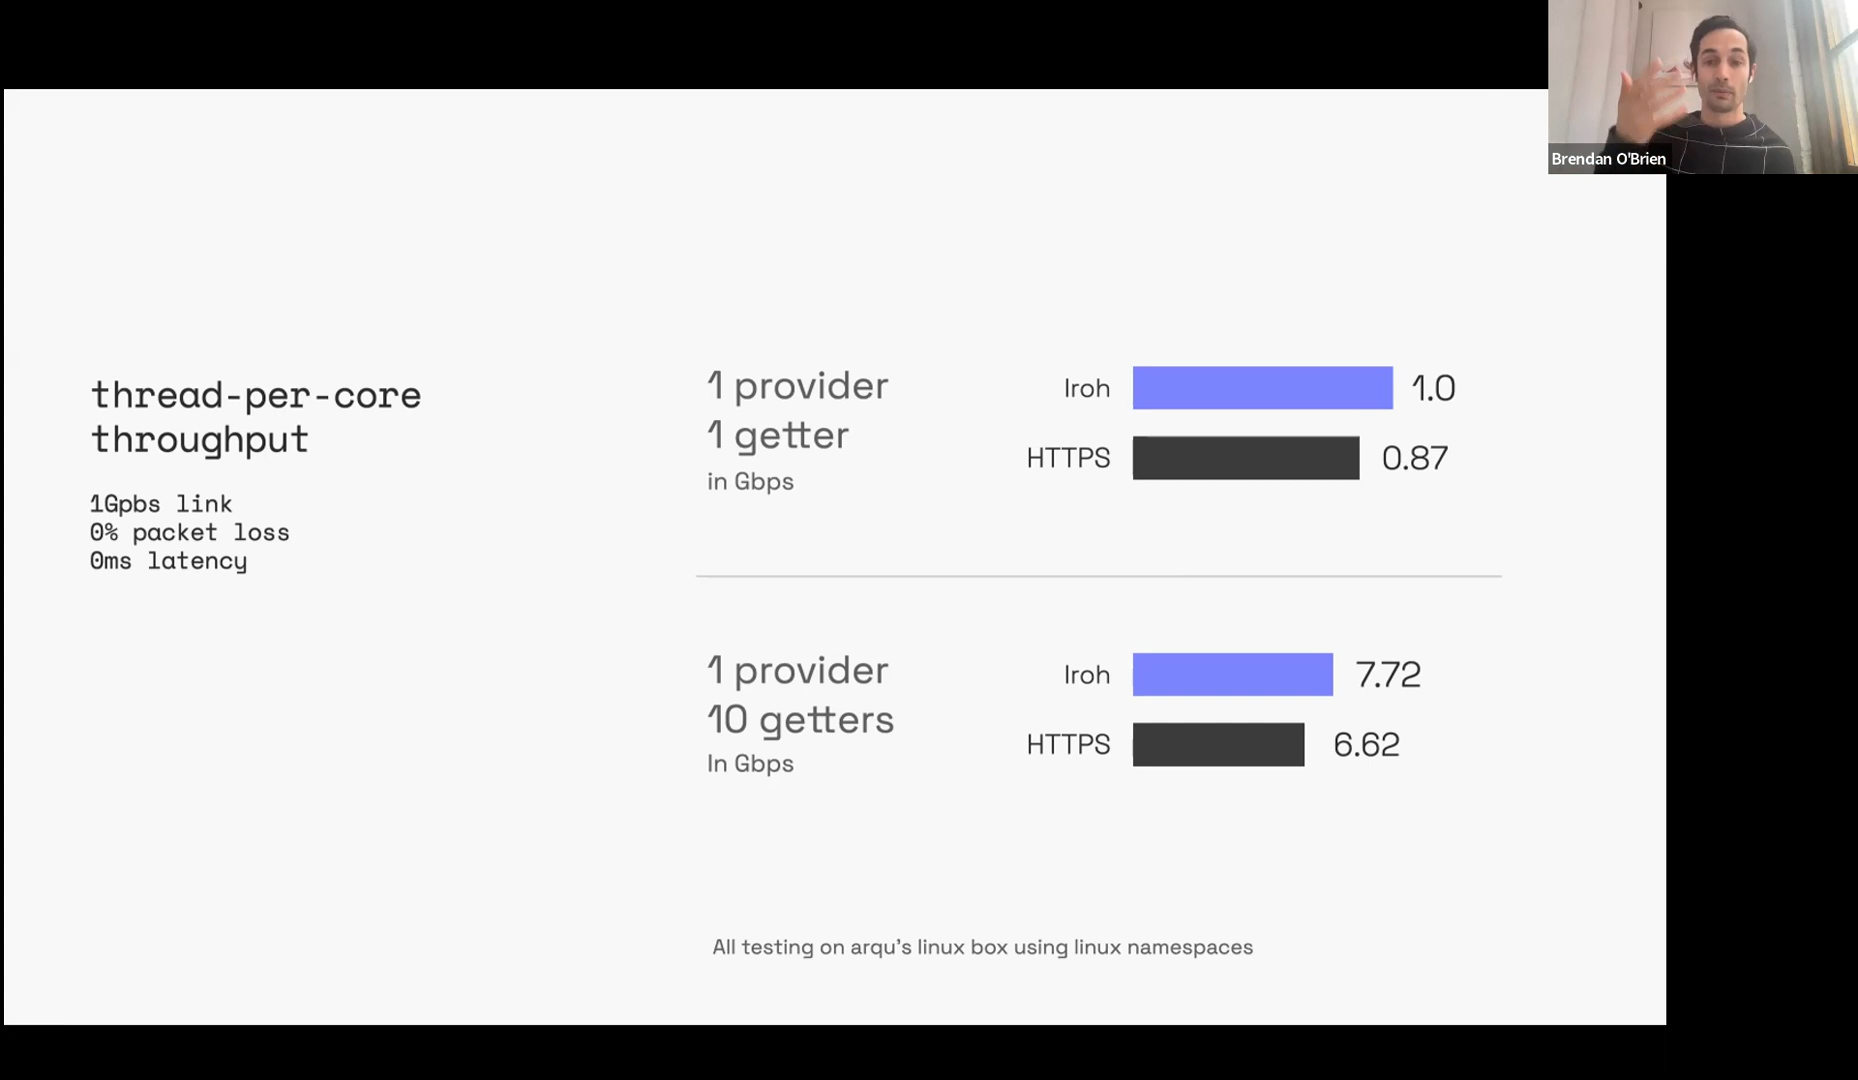 Brendan O'Brien
thread-per-core
throughput
1Gpbs link
0% packet loss
0ms latency
1 provider
1 getter
in Gbps
Iroh
1.0
HTTPS
0.87
1 provider
10 getters
In Gbps
Iroh
7.72
HTTPS
6.62
All testing on arqu's linux box using linux namespaces